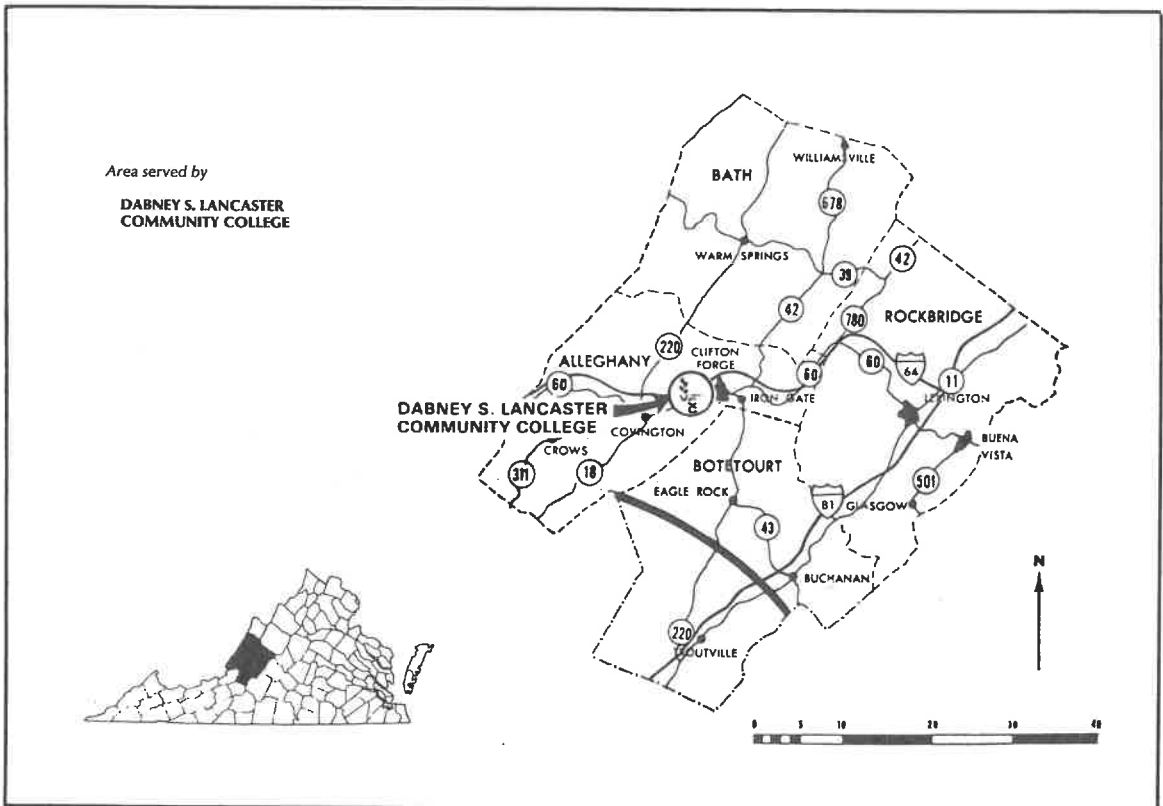 Area served by
DABNEY S. LANCASTER
COMMUNITY COLLEGE
BATH
WILLIAM VILLE
678
WARM SPRINGS
39
42
42
780
ROCKBRIDGE
220
CLIFTON
FORGE
ALLEGHANY
60
60
60
64
11
LEXINGTON
IRON GATE
DABNEY S. LANCASTER
COMMUNITY COLLEGE
COVINGTON
CROWS
311
18
BUENA
VISTA
BOTETOURT
EAGLE ROCK
81
GLASGOW
501
43
BUCHANAN
220
TROUTVILLE
N
0 5 10 20 30 40